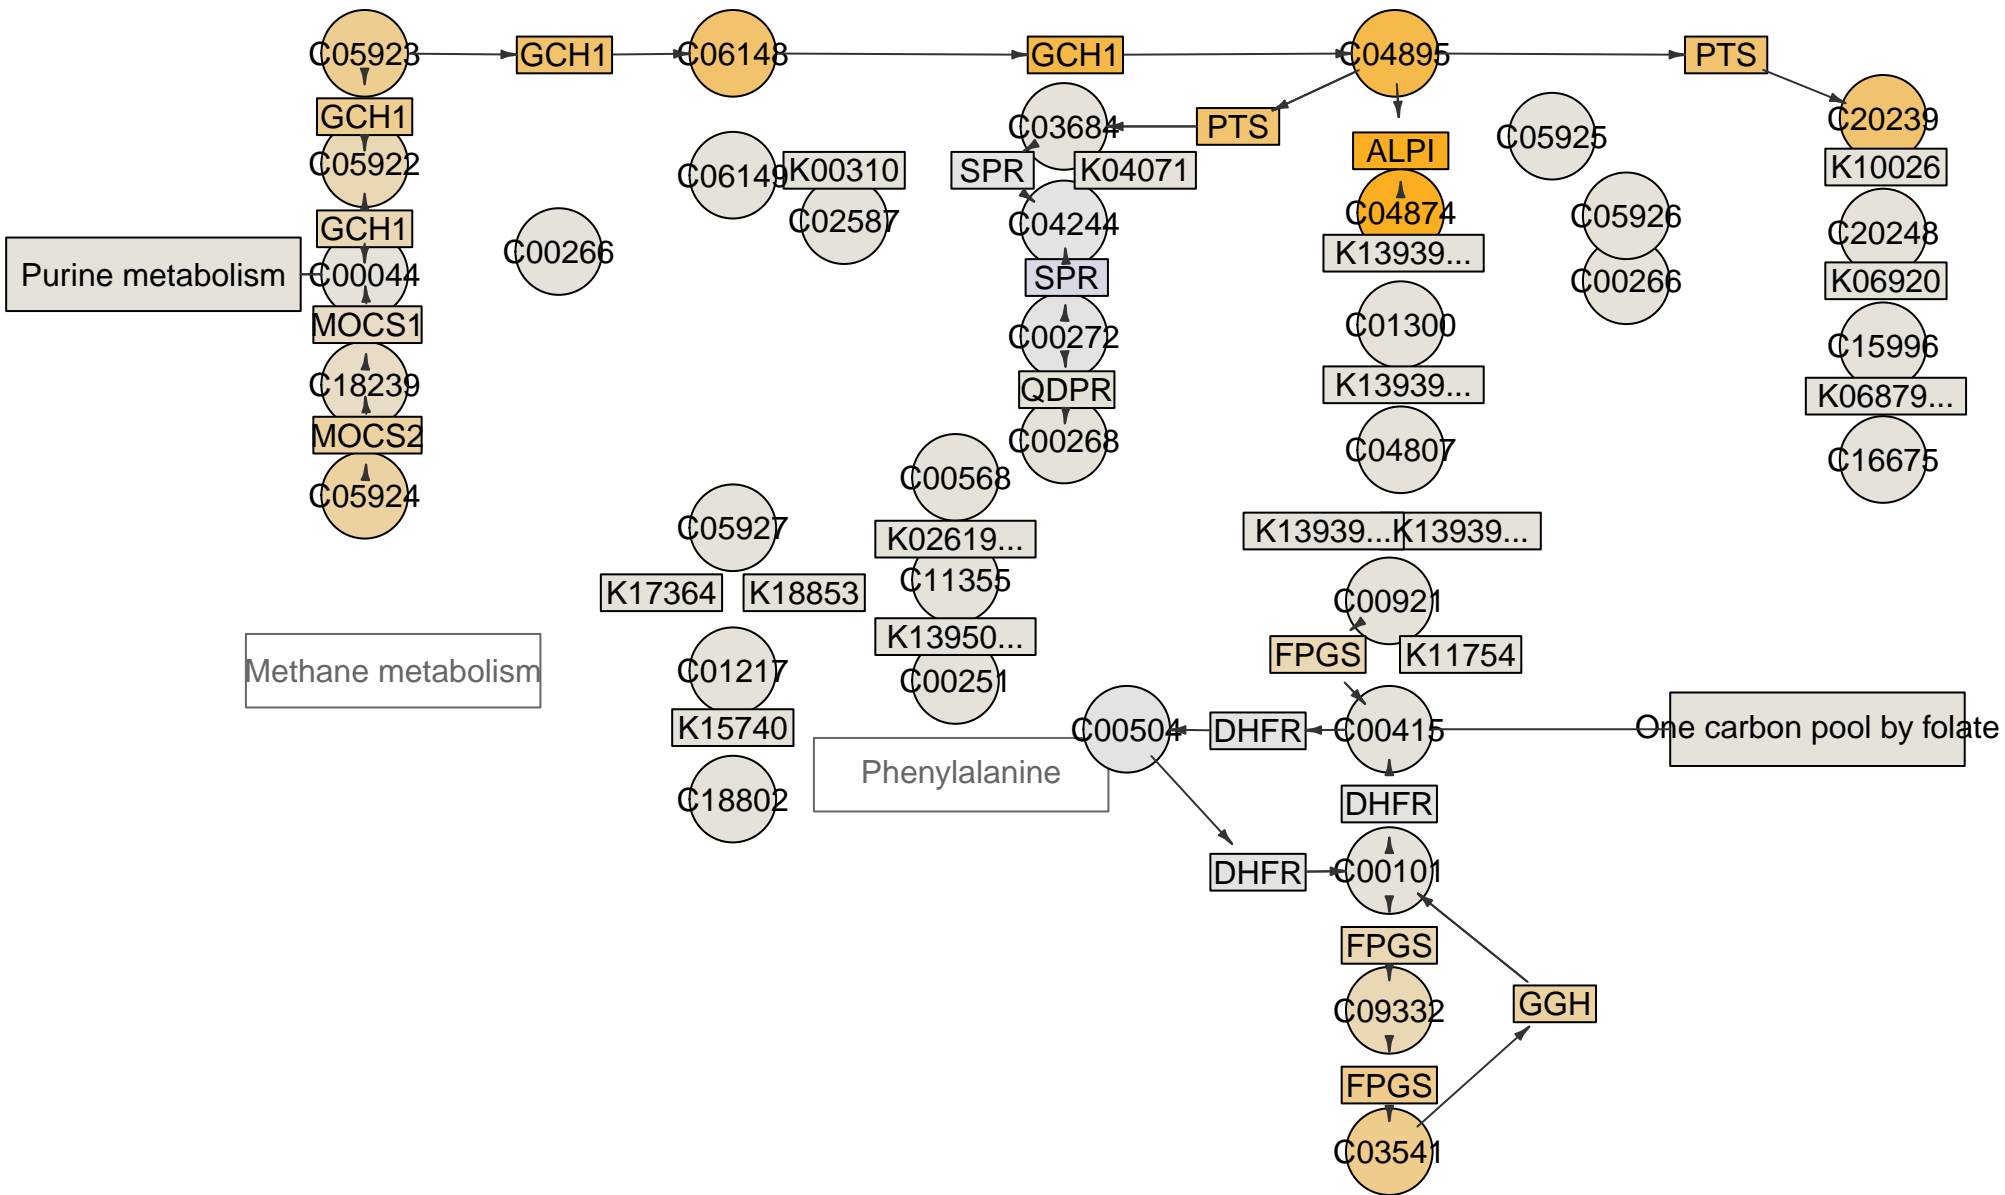 C05923
GCH1
C06148
GCH1
C04895
PTS
GCH1
C03684
PTS
C20239
C05925
ALPI
C05922
C06149
K00310
SPR
K04071
K10026
GCH1
C02587
C04244
C04874
C05926
C20248
C00266
K13939...
Purine metabolism
C00044
SPR
C00266
K06920
MOCS1
C00272
C01300
C15996
C18239
QDPR
K13939...
K06879...
MOCS2
C00268
C04807
C16675
C05924
C00568
C05927
K02619...
K13939...
K13939...
C11355
K17364
K18853
C00921
K13950...
FPGS
K11754
Methane metabolism
C01217
C00251
K15740
C00504
DHFR
C00415
One carbon pool by folate
Phenylalanine
C18802
DHFR
DHFR
C00101
FPGS
C09332
GGH
FPGS
C03541